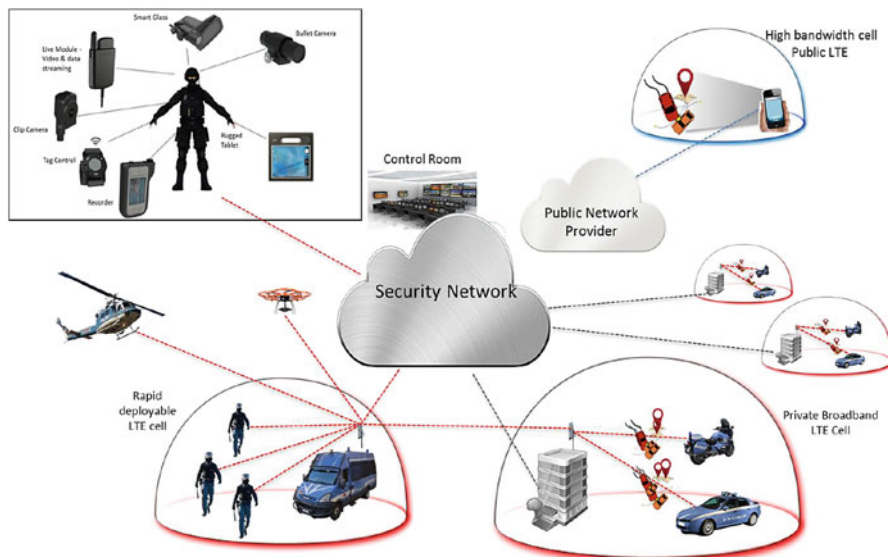 Smart Glass
Bullet Camera
Live Module -
Video & data
streaming
Clip Camera
Rugged
Tablet
Tag Control
Recorder
High bandwidth cell
Public LTE
Control Room
Public Network
Provider
Security Network
Rapid
deployable
LTE cell
Private Broadband
LTE Cell